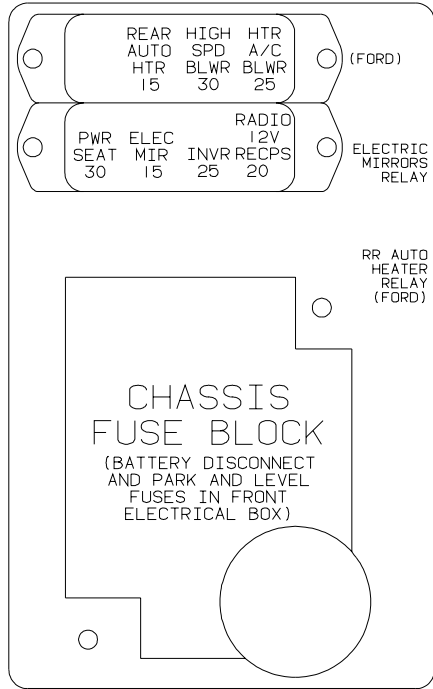 REAR HIGH HTR
AUTO SPD A/C
HTR BLWR BLWR
15 30 25
(FORD)
RADIO
PWR ELEC 12V
SEAT MIR INVR RECPS
30 15 25 20
ELECTRIC
MIRRORS
RELAY
RR AUTO
HEATER
RELAY
(FORD)
CHASSIS
FUSE BLOCK
(BATTERY DISCONNECT
AND PARK AND LEVEL
FUSES IN FRONT
ELECTRICAL BOX)